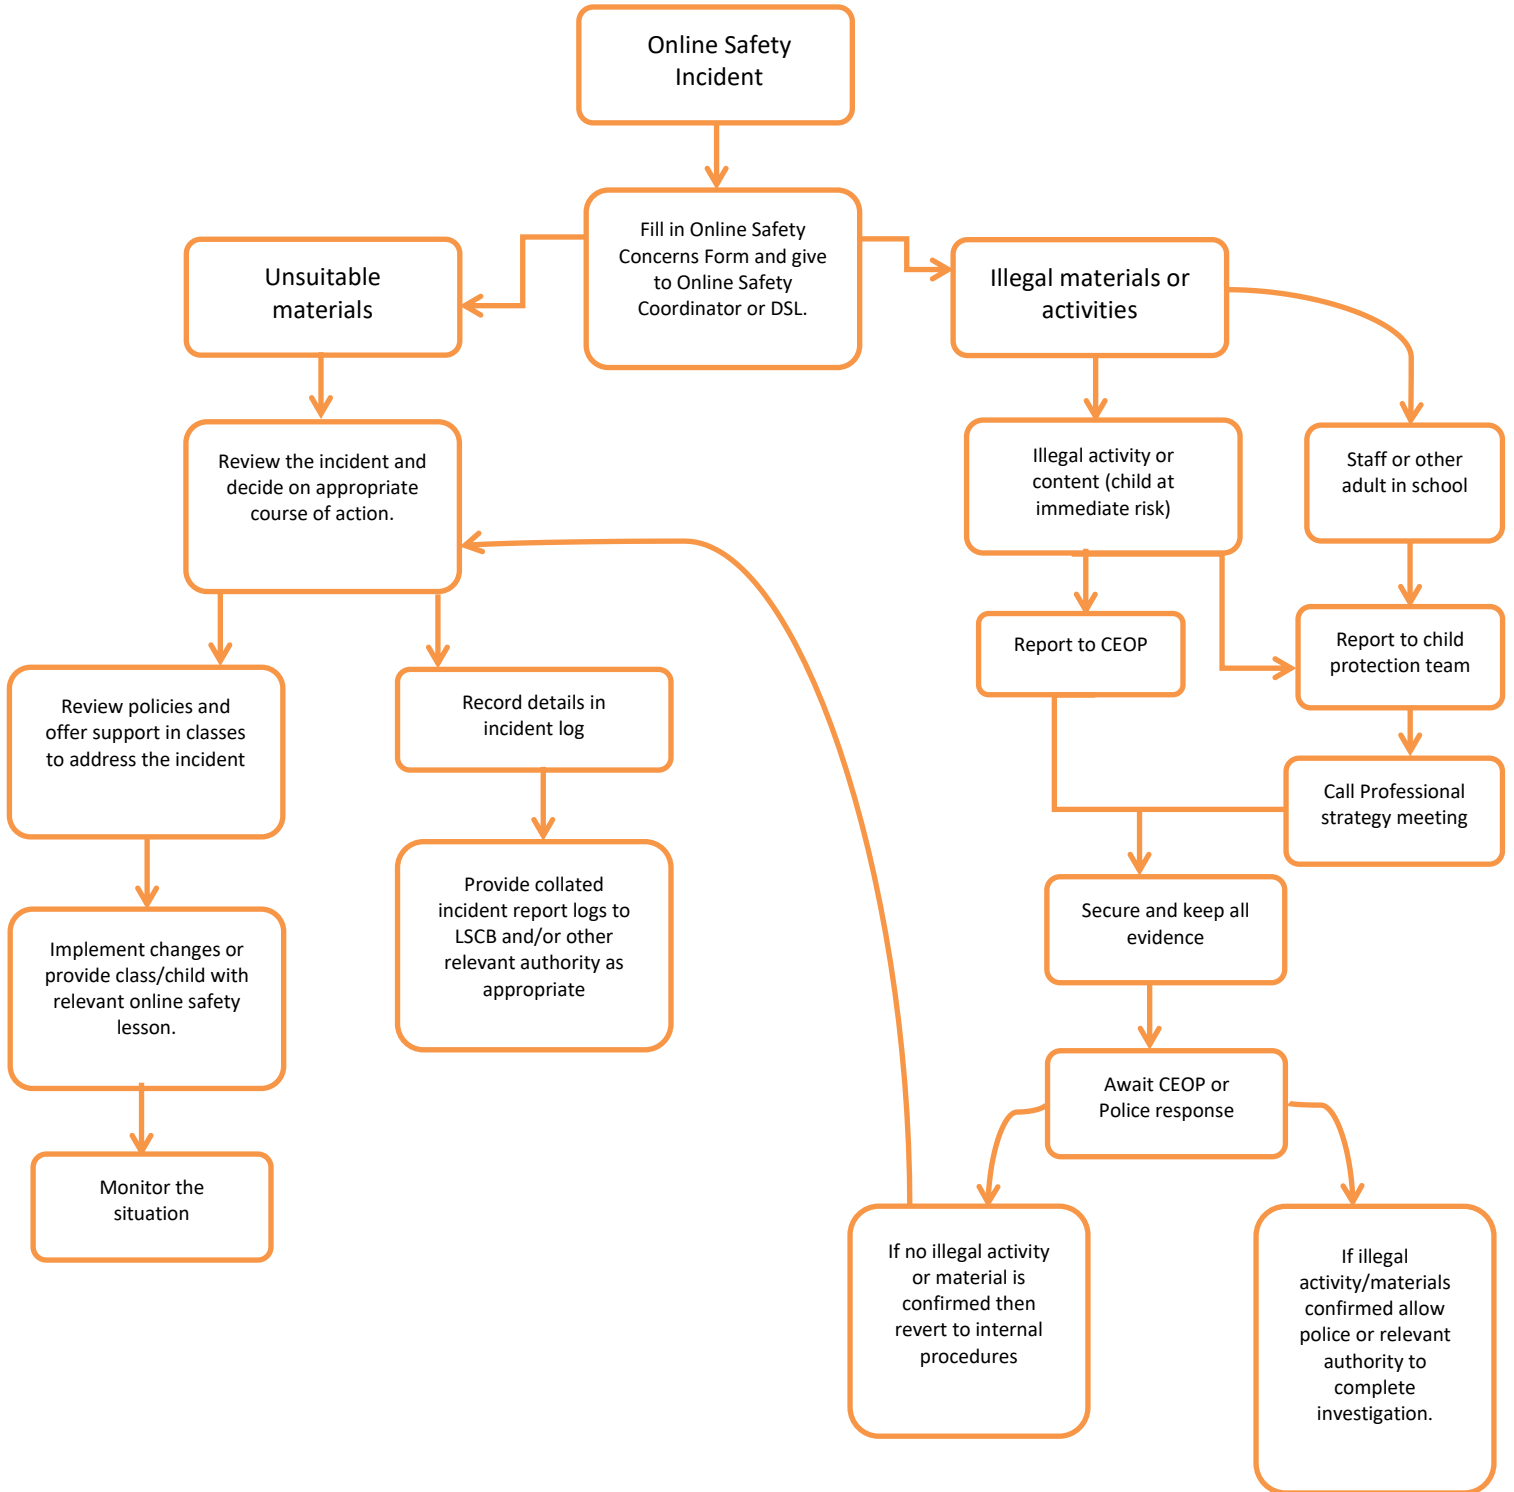 Online Safety
Incident
Fill in Online Safety
Concerns Form and give
to Online Safety
Coordinator or DSL.
Unsuitable
materials
Illegal materials or
activities
Review the incident and
decide on appropriate
course of action.
Illegal activity or
content (child at
immediate risk)
Staff or other
adult in school
Report to CEOP
Report to child
protection team
Review policies and
offer support in classes
to address the incident
Record details in
incident log
Call Professional
strategy meeting
Provide collated
incident report logs to
LSCB and/or other
relevant authority as
appropriate
Secure and keep all
evidence
Implement changes or
provide class/child with
relevant online safety
lesson.
Await CEOP or
Police response
Monitor the
situation
If no illegal activity
or material is
confirmed then
revert to internal
procedures
If illegal
activity/materials
confirmed allow
police or relevant
authority to
complete
investigation.